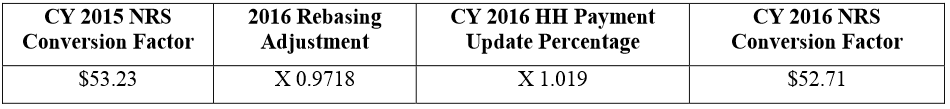 CY 2015 NRS 2016 Rebasing CY 2016 HH Payment CY 2016 NRS
Conversion Factor Adjustment Update Percentage Conversion Factor
$53.23 X 0.9718 X 1.019 $52.71